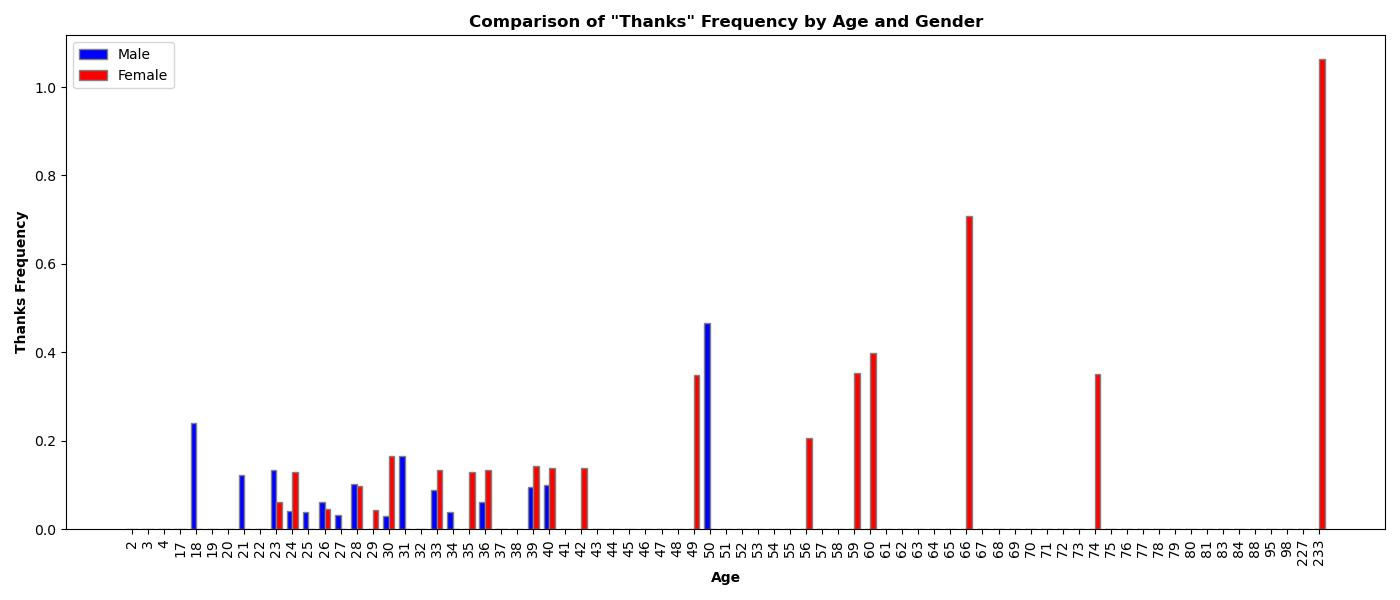 Comparison of "Thanks" Frequency by Age and Gender
Male
Female
1.0
0.8
0.6
0.4
0.2
0.0
Thanks Frequency
2 3 4 17 18 19 20 21 22 23 24 25 26 27 28 29 30 31 32 33 34 35 36 37 38 39 40 41 42 43 44 45 46 47 48 49 50 51 52 53 54 55 56 57 58 59 60 61 62 63 64 65 66 67 68 69 70 71 72 73 74 75 76 77 78 79 80 81 83 84 88 95 98 227 233
Age